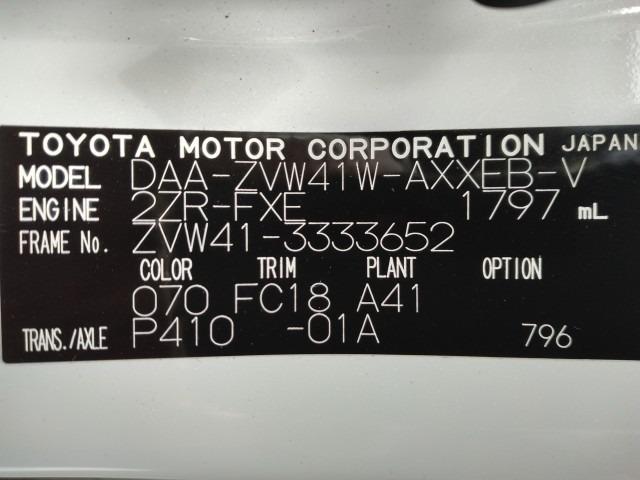 TOYOTA MOTOR CORPORATION JAPAN
MODEL DAA-ZVW41W-AXXEB-V
ENGINE 2ZR-FXE 1797 mL
FRAME No. ZVW41-3333652
COLOR TRIM PLANT OPTION
070 FC18 A41
TRANS./AXLE P410 -01A 796